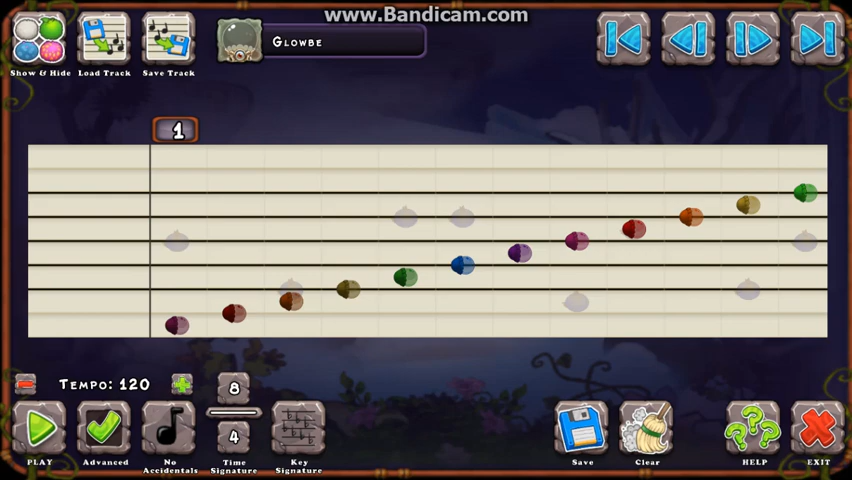 www.Bandicam.com
Glowbe
Show & Hide
Load Track
Save Track
1
Tempo: 120
8
4
PLAY
Advanced
No Accidentals
Time Signature
Key Signature
Save
Clear
HELP
EXIT